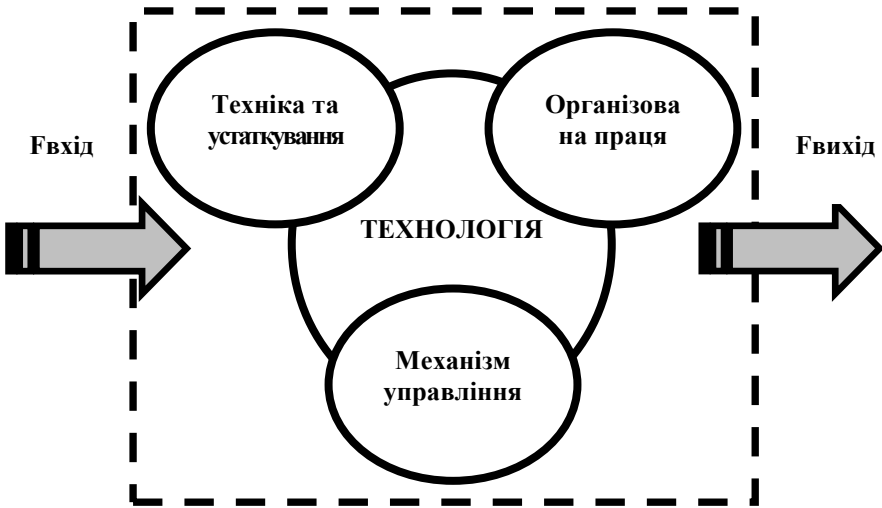 Fвхід
Техніка та
устаткування
Організова
на праця
Fвихід
ТЕХНОЛОГІЯ
Механізм
управління